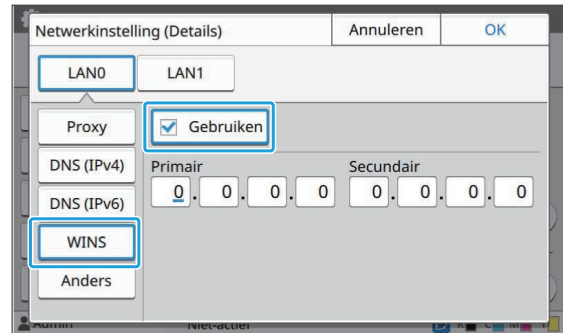 Netwerkinstelling (Details)
Annuleren
OK
LAN0
LAN1
Proxy
Gebruiken
DNS (IPv4)
Primair
Secundair
0. 0. 0. 0
0. 0. 0. 0
DNS (IPv6)
WINS
Anders
Admin
Niet-actief
K
C
M